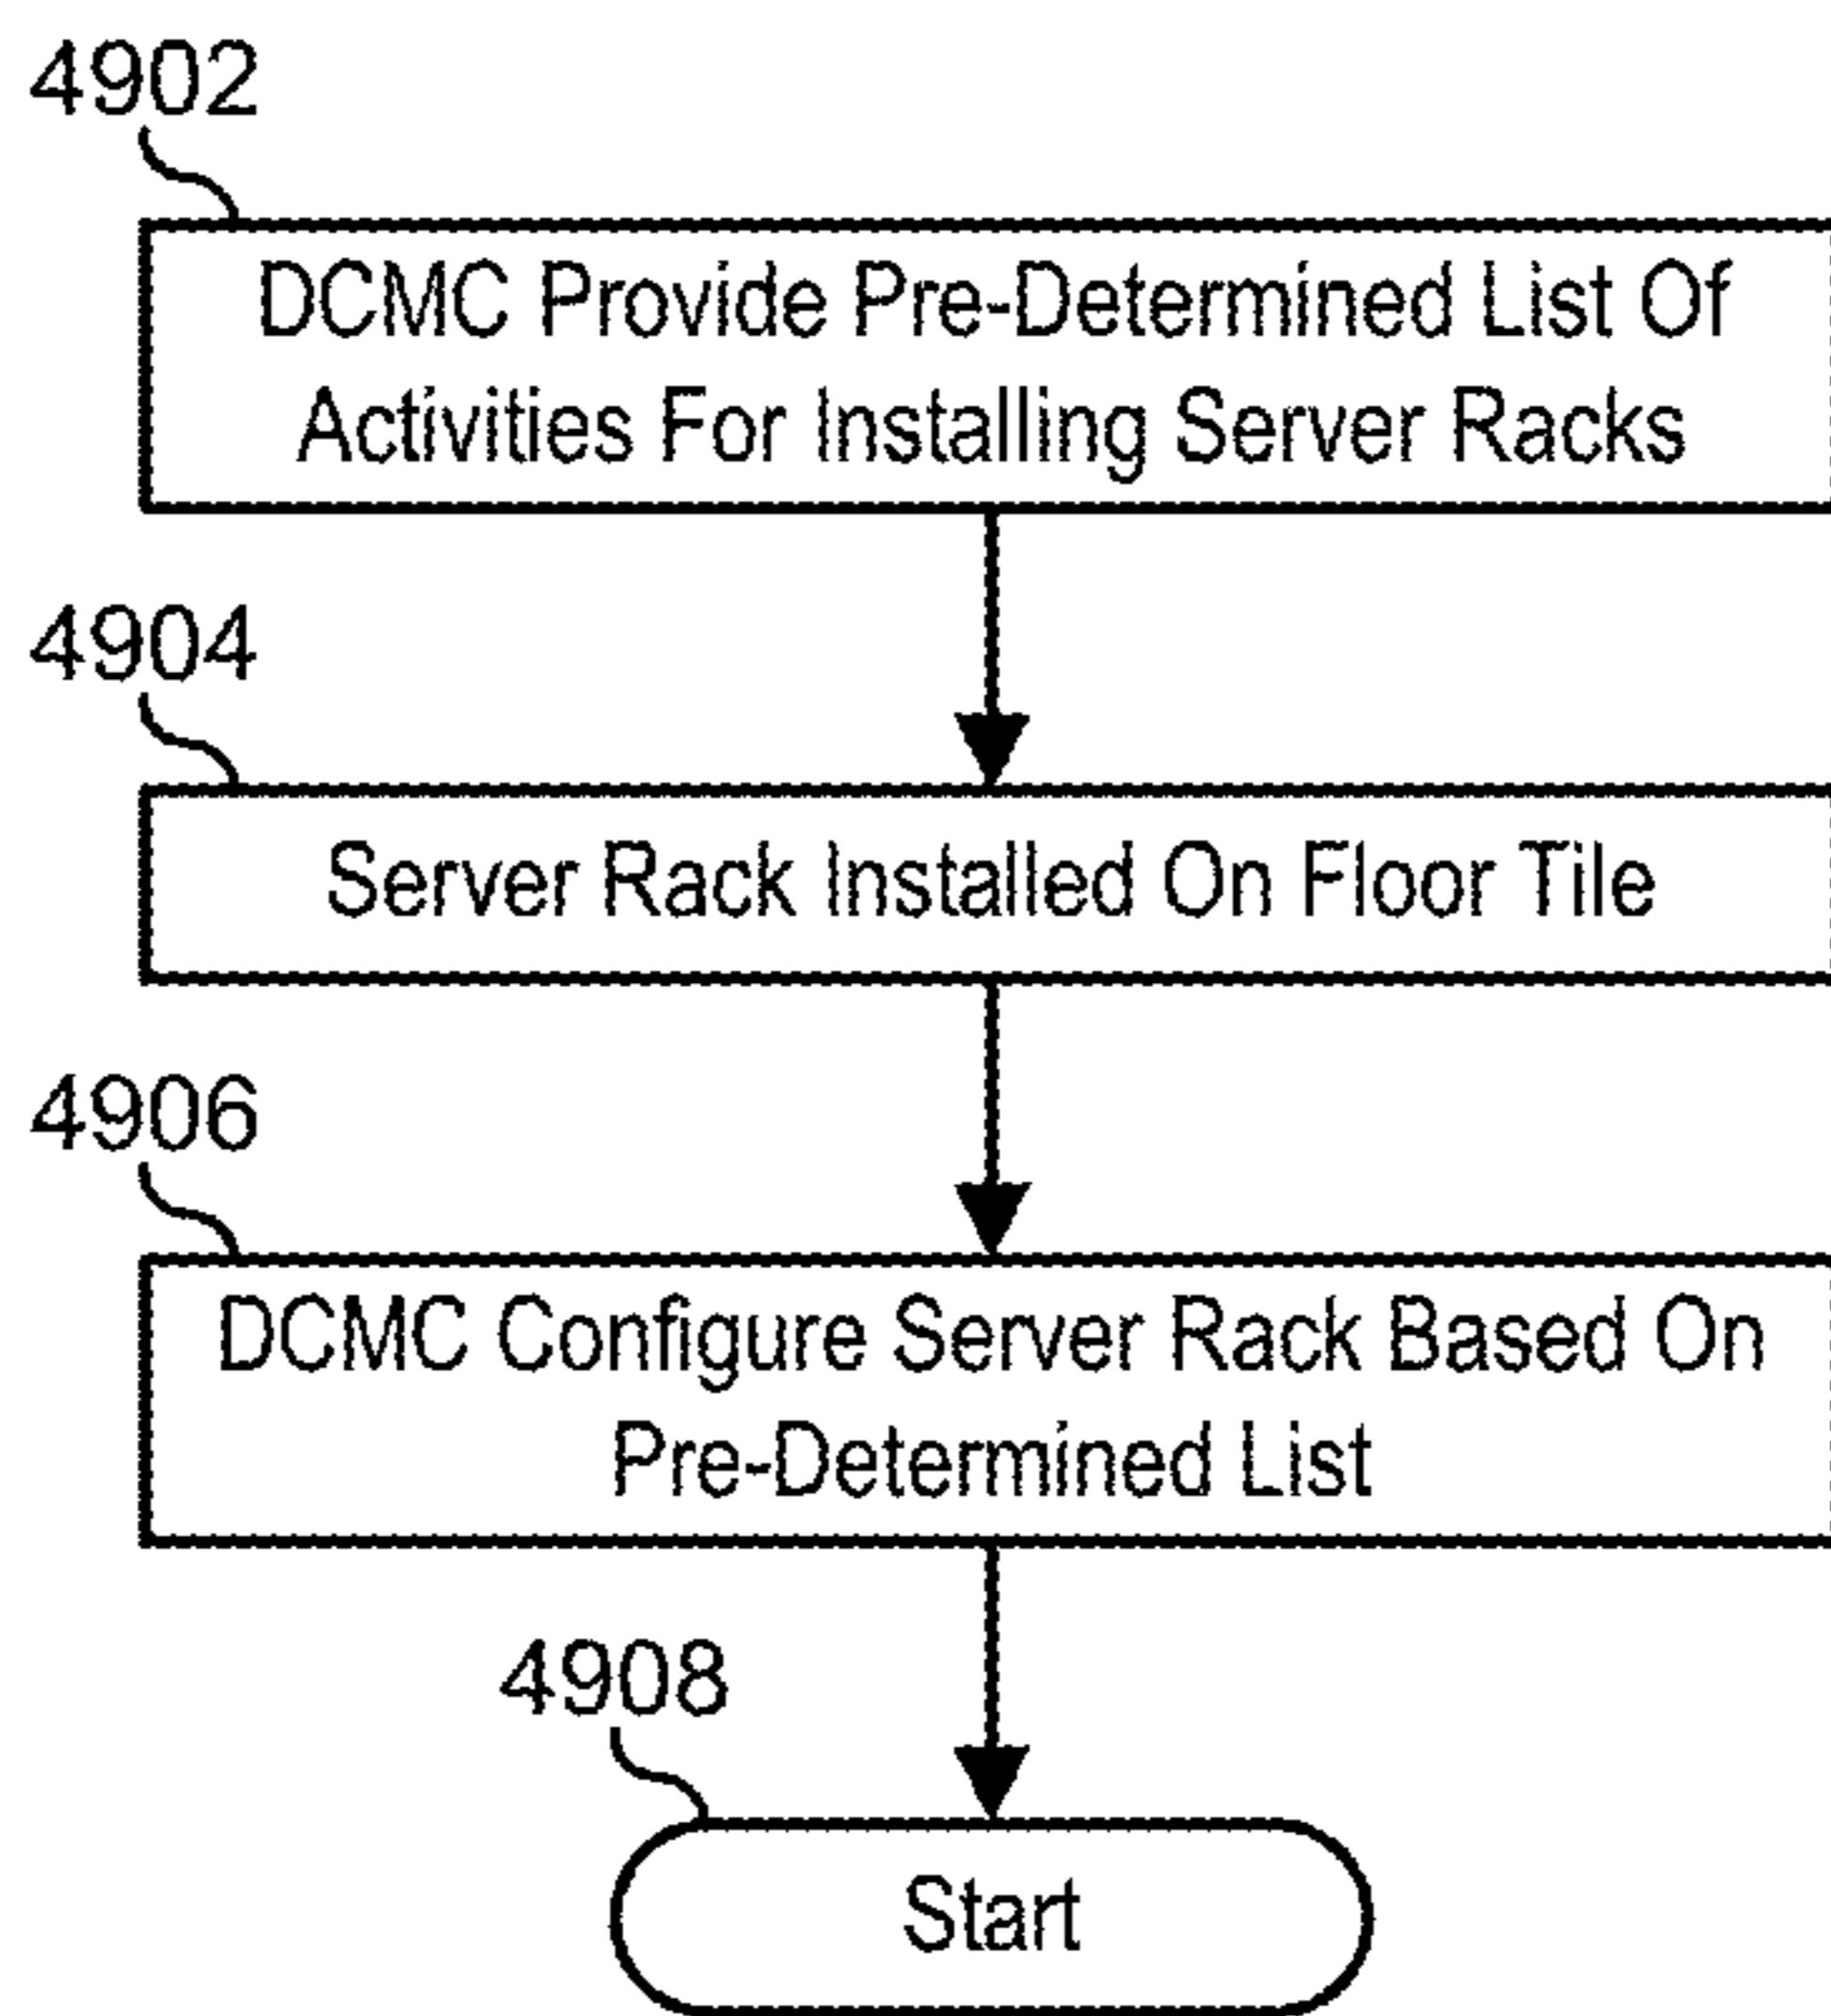 4902
DCMC Provide Pre-Determined List Of
Activities For Installing Server Racks
4904
Server Rack Installed On Floor Tile
4906
DCMC Configure Server Rack Based On
Pre-Determined List
4908
Start